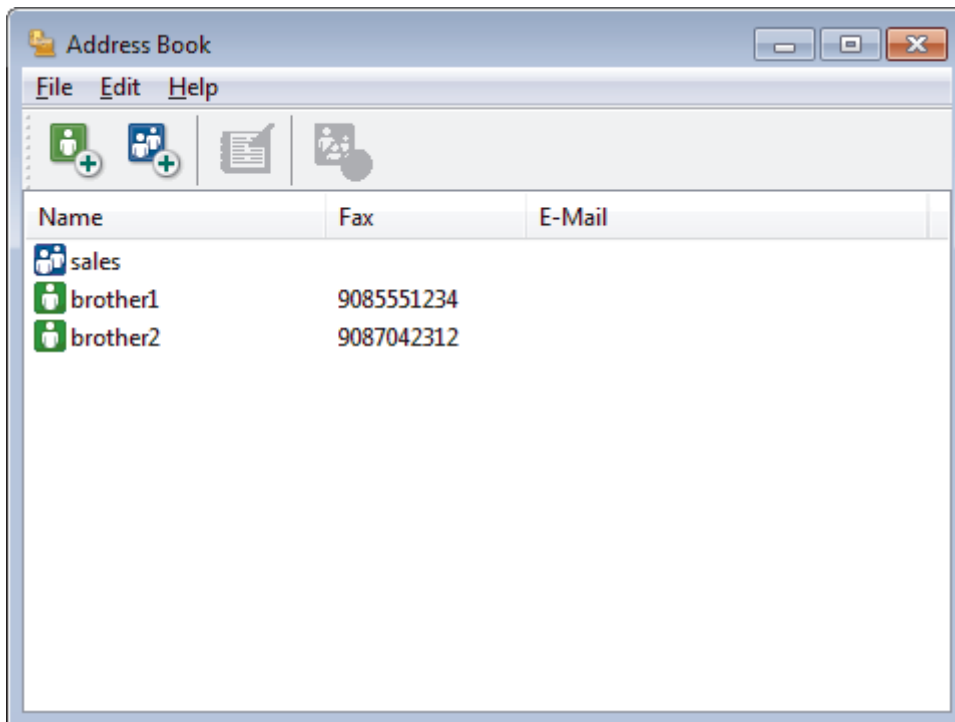 Address Book
File Edit Help
Name Fax E-Mail
sales
brother1 9085551234
brother2 9087042312